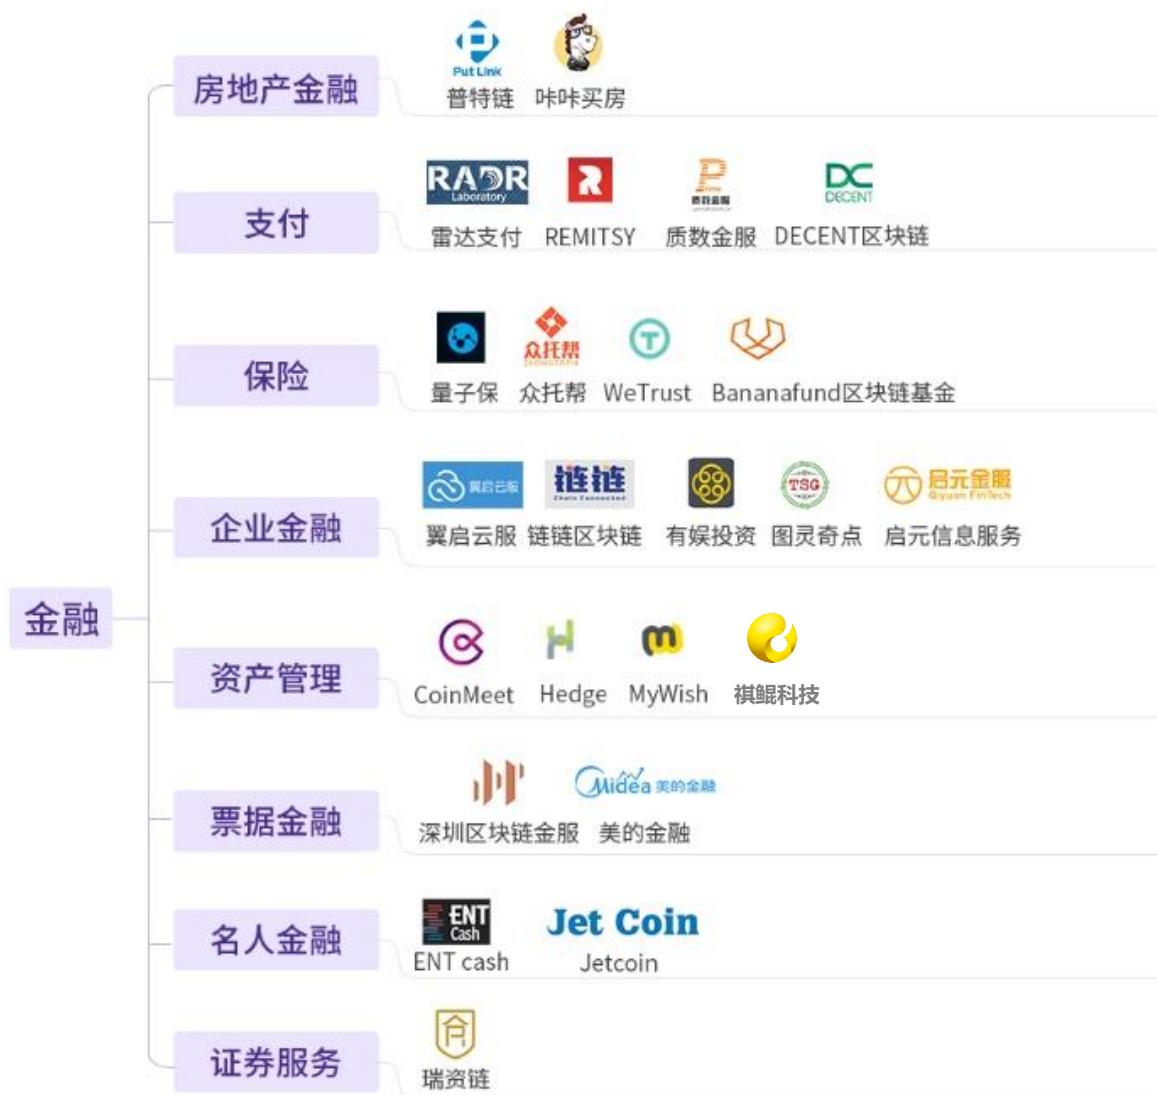 金融
房地产金融
Put Link
普特链 咔咔买房
支付
RADR
Laboratory
R
质数金服
DC
DECENT
雷达支付 REMITSY 质数金服 DECENT区块链
保险
众托帮
T
量子保 众托帮 WeTrust Bananafund区块链基金
企业金融
翼启云服
链链
Chain Connected
TSG
启元金服
Qiyuan FinTech
翼启云服 链链区块链 有娱投资 图灵奇点 启元信息服务
资产管理
CoinMeet Hedge MyWish 祺鲲科技
票据金融
Midea 美的金融
深圳区块链金服 美的金融
名人金融
ENT
Cash
Jet Coin
ENT cash Jetcoin
证券服务
瑞资链